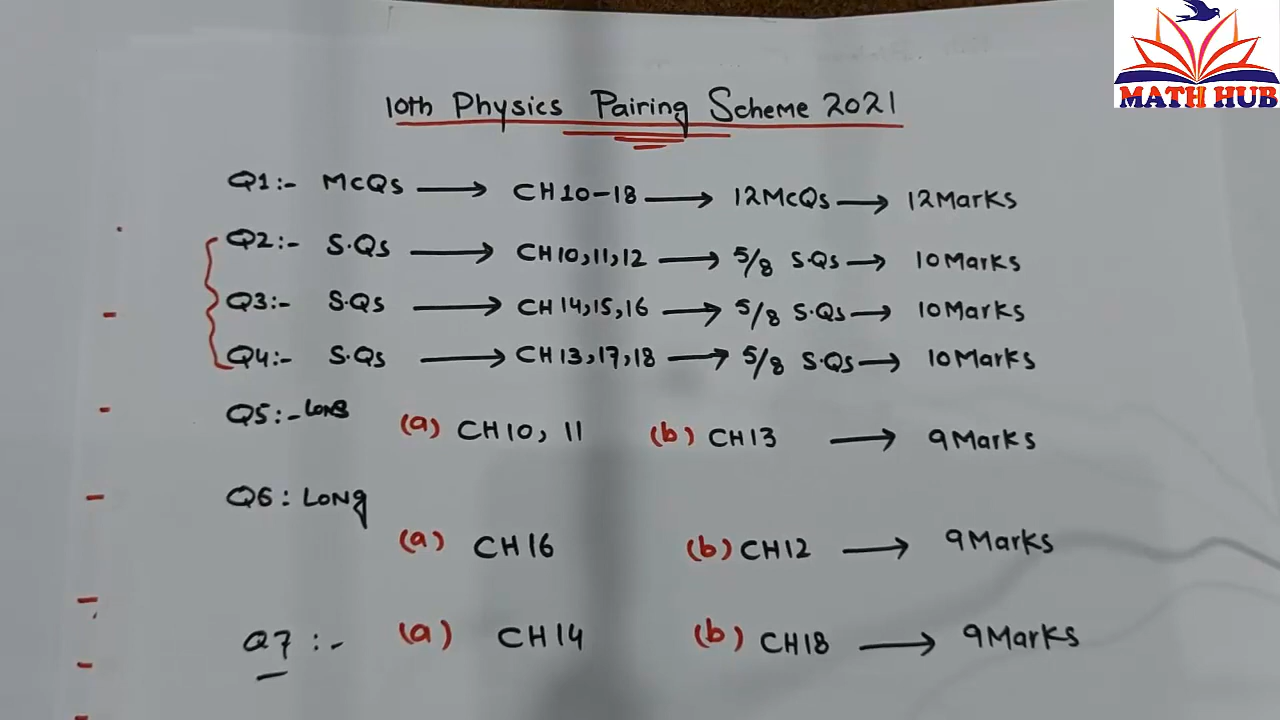 MATH HUB
10th Physics Pairing Scheme 2021
Q1:- McQs → CH10-18 → 12McQs → 12Marks
Q2:- S.Qs → CH10,11,12 → 5/8 S.Qs → 10Marks
Q3:- S.Qs → CH14,15,16 → 5/8 S.Qs → 10Marks
Q4:- S.Qs → CH13,17,18 → 5/8 S.Qs → 10Marks
Q5:- LONG (a) CH10, 11 (b) CH13 → 9Marks
Q6: LONG
(a) CH16 (b) CH12 → 9Marks
Q7:- (a) CH14 (b) CH18 → 9Marks